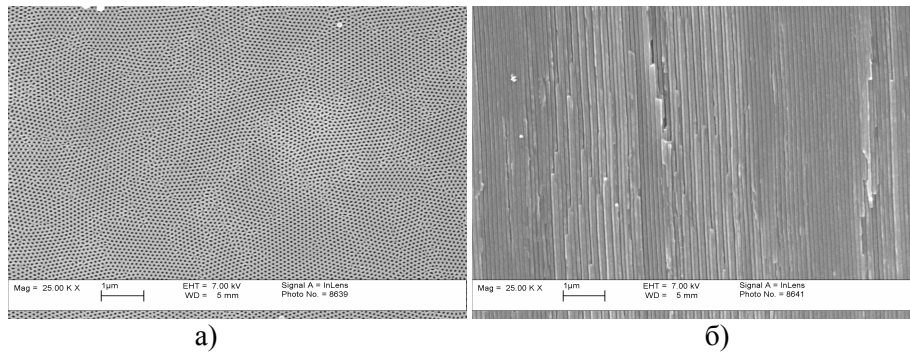 Mag = 25.00 K X
1µm
EHT = 7.00 kV
WD = 5 mm
Signal A = InLens
Photo No. = 8639
Mag = 25.00 K X
1µm
EHT = 7.00 kV
WD = 5 mm
Signal A = InLens
Photo No. = 8641
а)
б)